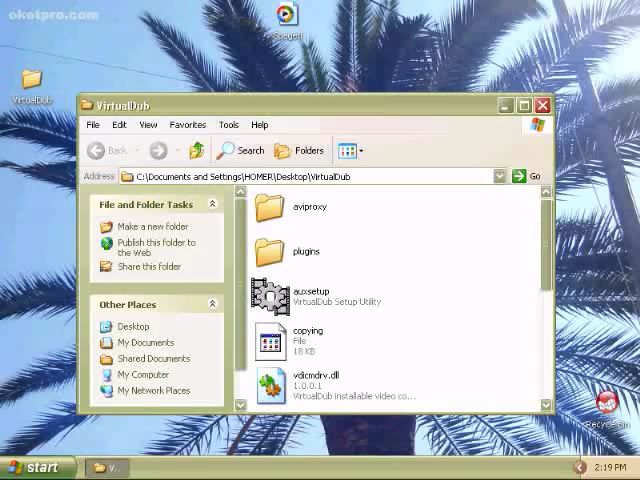 oketpro.com
VirtualDub
VirtualDub
File Edit View Favorites Tools Help
Back Search Folders
Address C:\Documents and Settings\HOMER\Desktop\VirtualDub Go
File and Folder Tasks
Make a new folder
Publish this folder to
the Web
Share this folder
Other Places
Desktop
My Documents
Shared Documents
My Computer
My Network Places
aviproxy
plugins
auxsetup
VirtualDub Setup Utility
copying
File
18 KB
vdicmdrv.dll
1.0.0.1
VirtualDub installable video co...
Recycle Bin
start V.. 2:19 PM